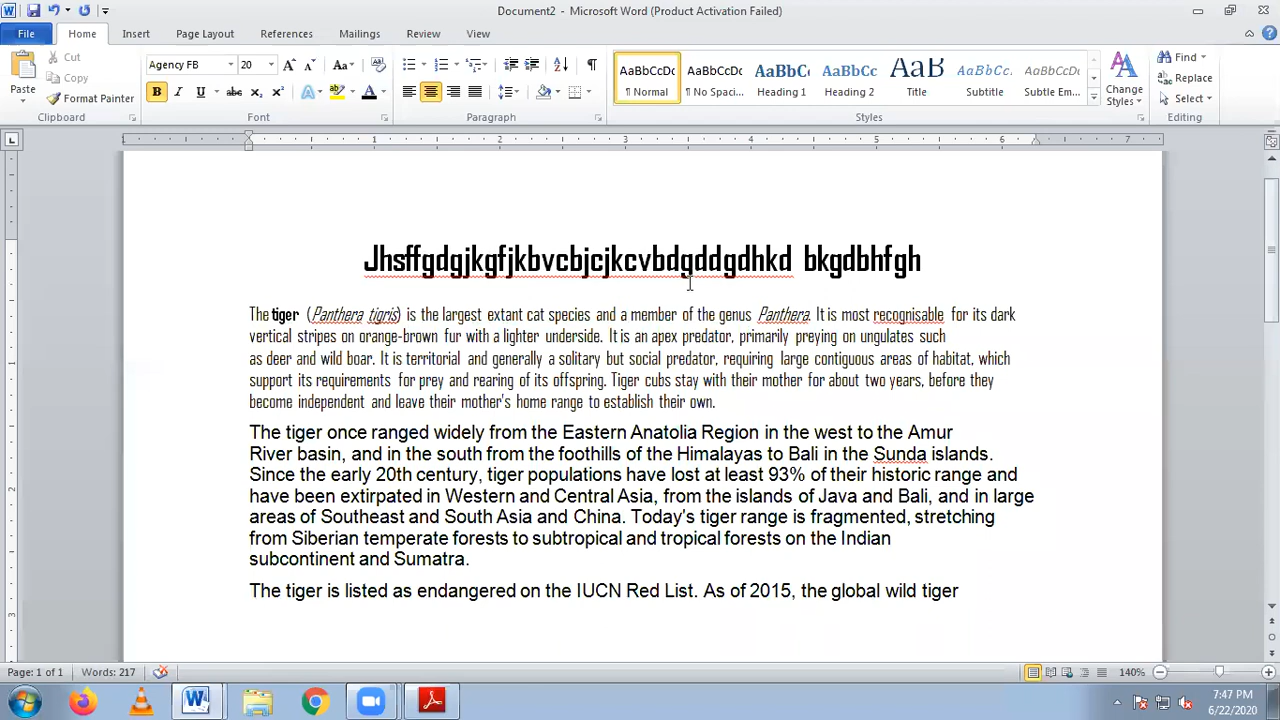 Document2 - Microsoft Word (Product Activation Failed)
File Home Insert Page Layout References Mailings Review View
Paste
Cut
Copy
Format Painter
Clipboard
Agency FB 20
Font
Paragraph
AaBbCcDc AaBbCcDc AaBbCc AaBbCc AaB AaBbCc. AaBbCcDc
¶ Normal ¶ No Spaci... Heading 1 Heading 2 Title Subtitle Subtle Em...
Change Styles
Styles
Find
Replace
Select
Editing
1 2 3 4 5 6 7
Jhsffgdgjkgfjkbvcbjcjkcvbdgddgdhkd bkgdbhfgh
The tiger (Panthera tigris) is the largest extant cat species and a member of the genus Panthera. It is most recognisable for its dark
vertical stripes on orange-brown fur with a lighter underside. It is an apex predator, primarily preying on ungulates such
as deer and wild boar. It is territorial and generally a solitary but social predator, requiring large contiguous areas of habitat, which
support its requirements for prey and rearing of its offspring. Tiger cubs stay with their mother for about two years, before they
become independent and leave their mother's home range to establish their own.
The tiger once ranged widely from the Eastern Anatolia Region in the west to the Amur
River basin, and in the south from the foothills of the Himalayas to Bali in the Sunda islands.
Since the early 20th century, tiger populations have lost at least 93% of their historic range and
have been extirpated in Western and Central Asia, from the islands of Java and Bali, and in large
areas of Southeast and South Asia and China. Today's tiger range is fragmented, stretching
from Siberian temperate forests to subtropical and tropical forests on the Indian
subcontinent and Sumatra.
The tiger is listed as endangered on the IUCN Red List. As of 2015, the global wild tiger
Page: 1 of 1 Words: 217 140%
7:47 PM
6/22/2020